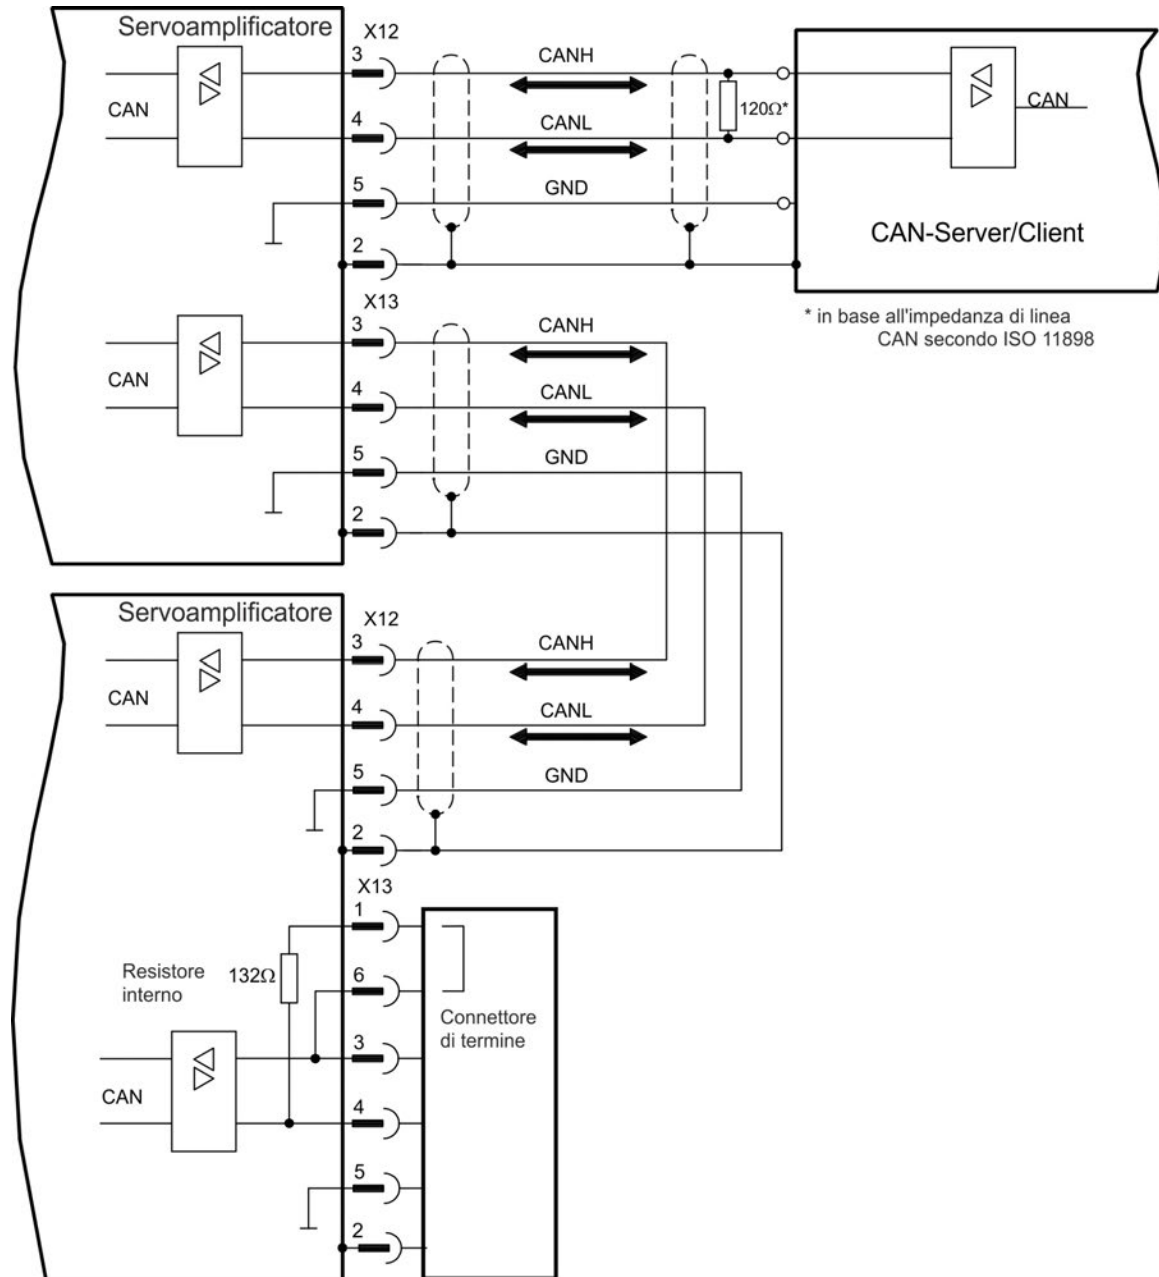 Servoamplificatore
X12
3
CANH
CAN
120Ω*
CAN
4
CANL
5
GND
2
CAN-Server/Client
* in base all'impedanza di linea
CAN secondo ISO 11898
X13
3
CANH
CAN
4
CANL
5
GND
2
Servoamplificatore
X12
3
CANH
CAN
4
CANL
5
GND
2
X13
1
Resistore
interno
132Ω
6
Connettore
di termine
3
CAN
4
5
2